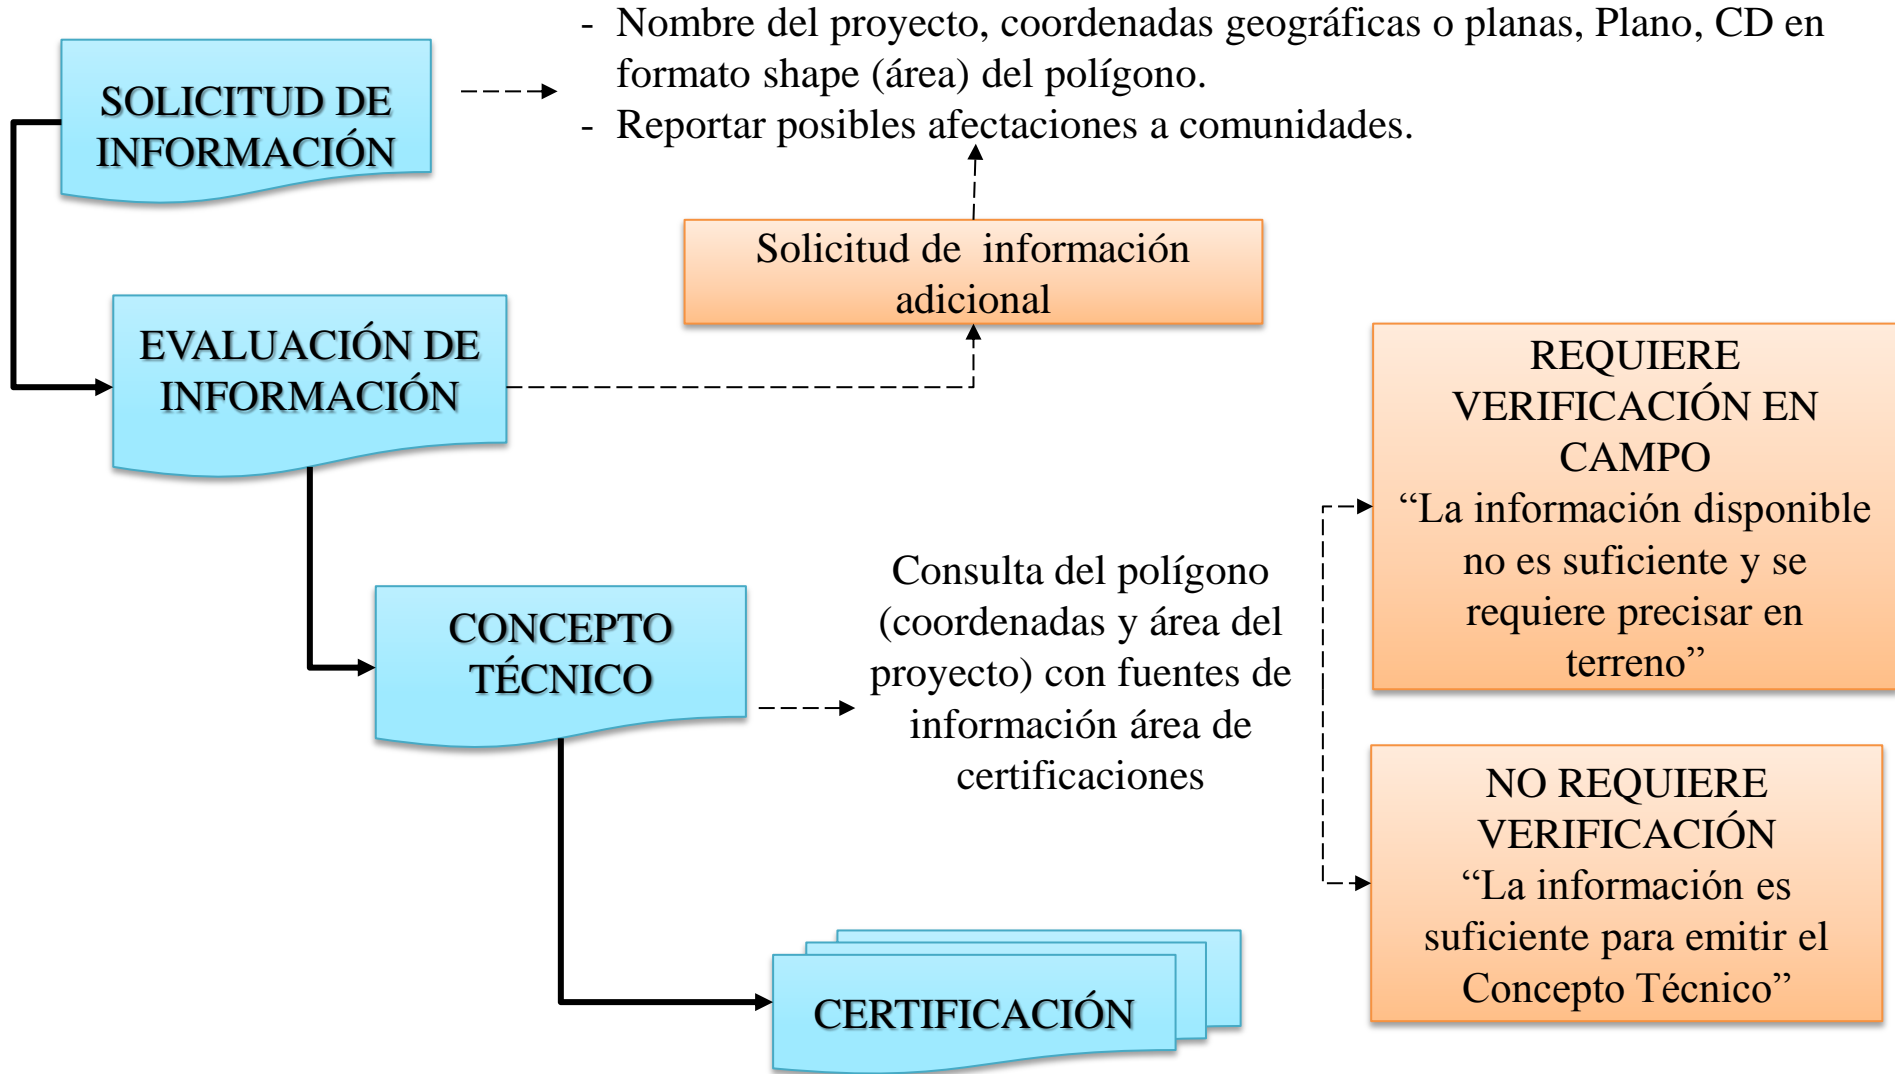 - Nombre del proyecto, coordenadas geográficas o planas, Plano, CD en
formato shape (área) del polígono.
- Reportar posibles afectaciones a comunidades.
SOLICITUD DE
INFORMACIÓN
Solicitud de información
adicional
EVALUACIÓN DE
INFORMACIÓN
REQUIERE
VERIFICACIÓN EN
CAMPO
“La información disponible
no es suficiente y se
requiere precisar en
terreno”
CONCEPTO
TÉCNICO
Consulta del polígono
(coordenadas y área del
proyecto) con fuentes de
información área de
certificaciones
NO REQUIERE
VERIFICACIÓN
“La información es
suficiente para emitir el
Concepto Técnico”
CERTIFICACIÓN